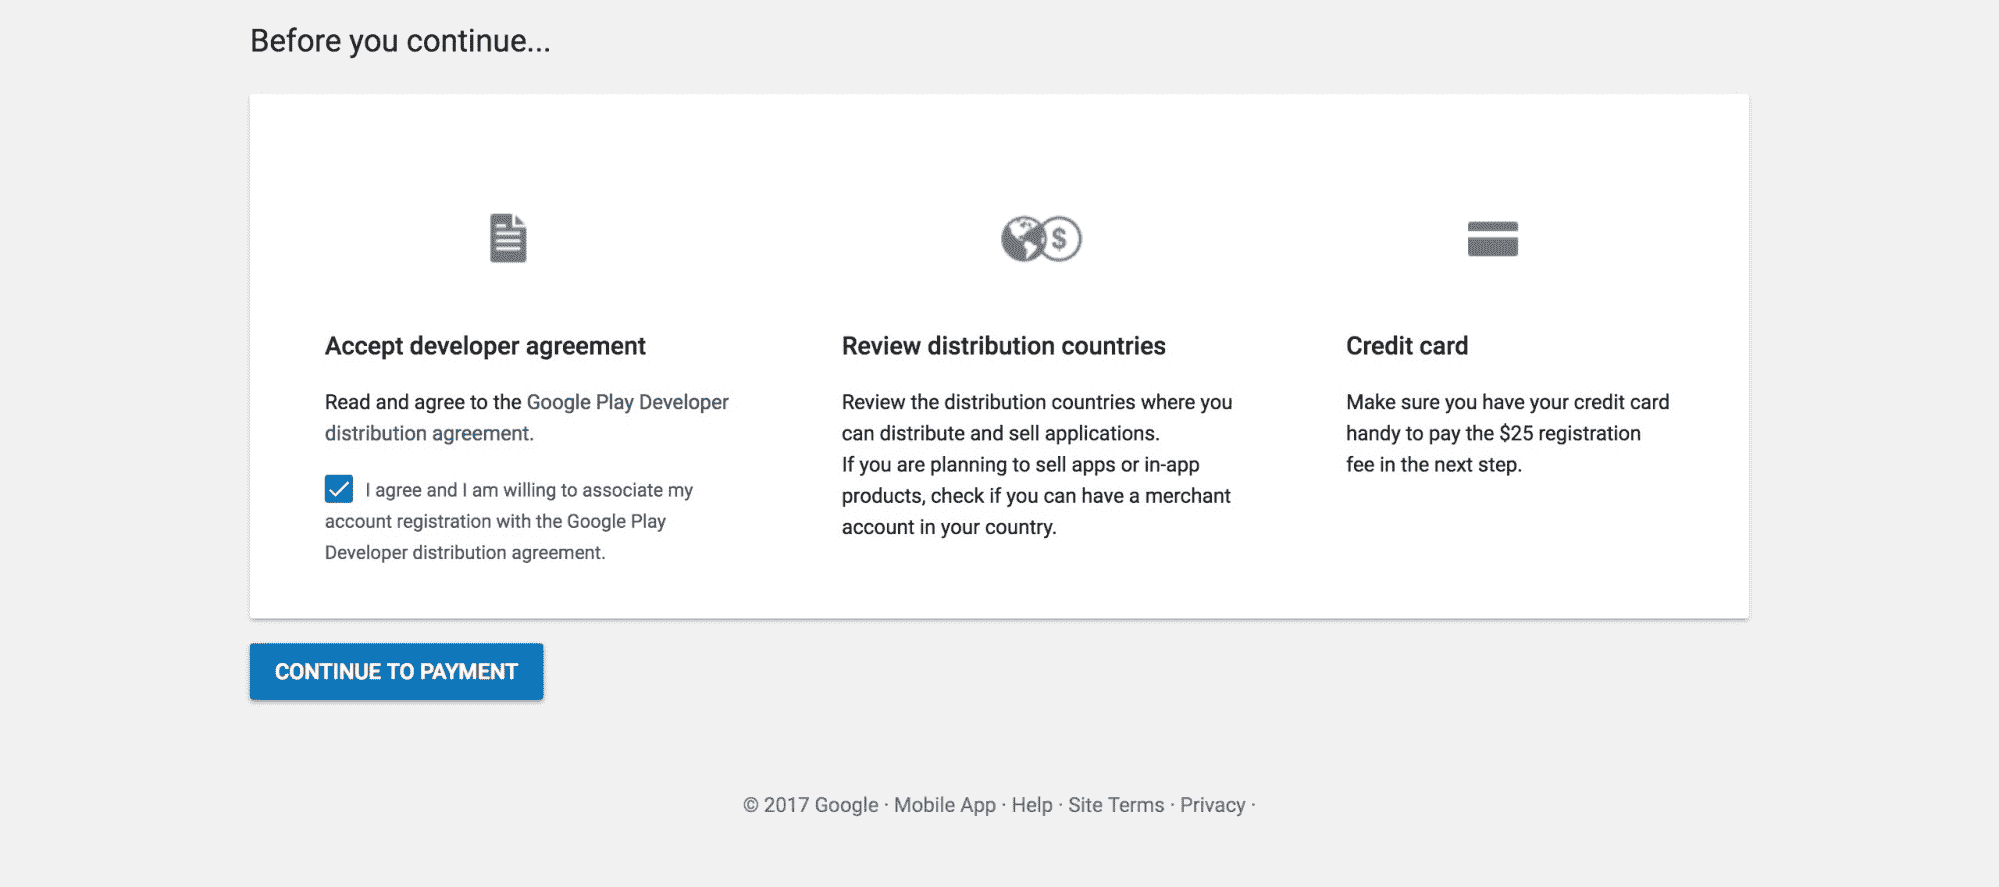 Before you continue...
Accept developer agreement
Read and agree to the Google Play Developer
distribution agreement.
I agree and I am willing to associate my
account registration with the Google Play
Developer distribution agreement.
$
Review distribution countries
Review the distribution countries where you
can distribute and sell applications.
If you are planning to sell apps or in-app
products, check if you can have a merchant
account in your country.
Credit card
Make sure you have your credit card
handy to pay the $25 registration
fee in the next step.
CONTINUE TO PAYMENT
© 2017 Google · Mobile App · Help · Site Terms · Privacy ·